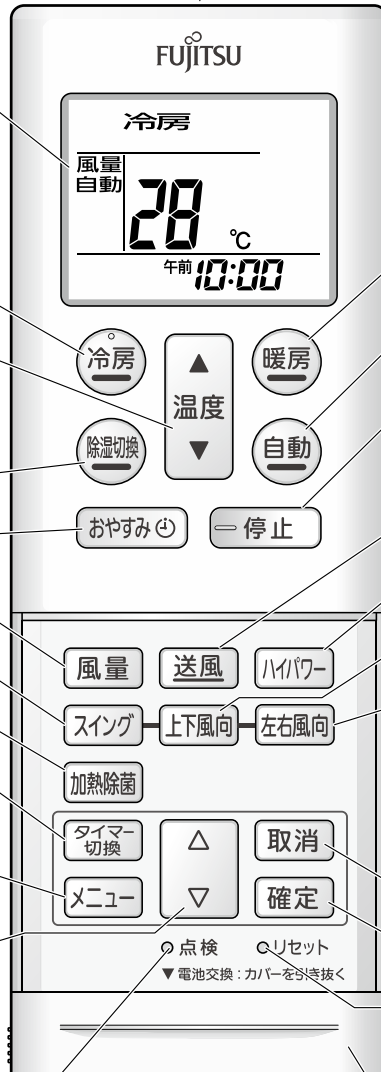 FUJITSU
冷房
風量
自動
28
℃
午前 10:00
冷房
▲
温度
▼
暖房
除湿切換
自動
おやすみ
停止
風量
送風
ハイパワー
スイング
上下風向
左右風向
加熱除菌
タイマー
切換
△
▽
取消
メニュー
確定
点検
リセット
▼電池交換：カバーを引き抜く